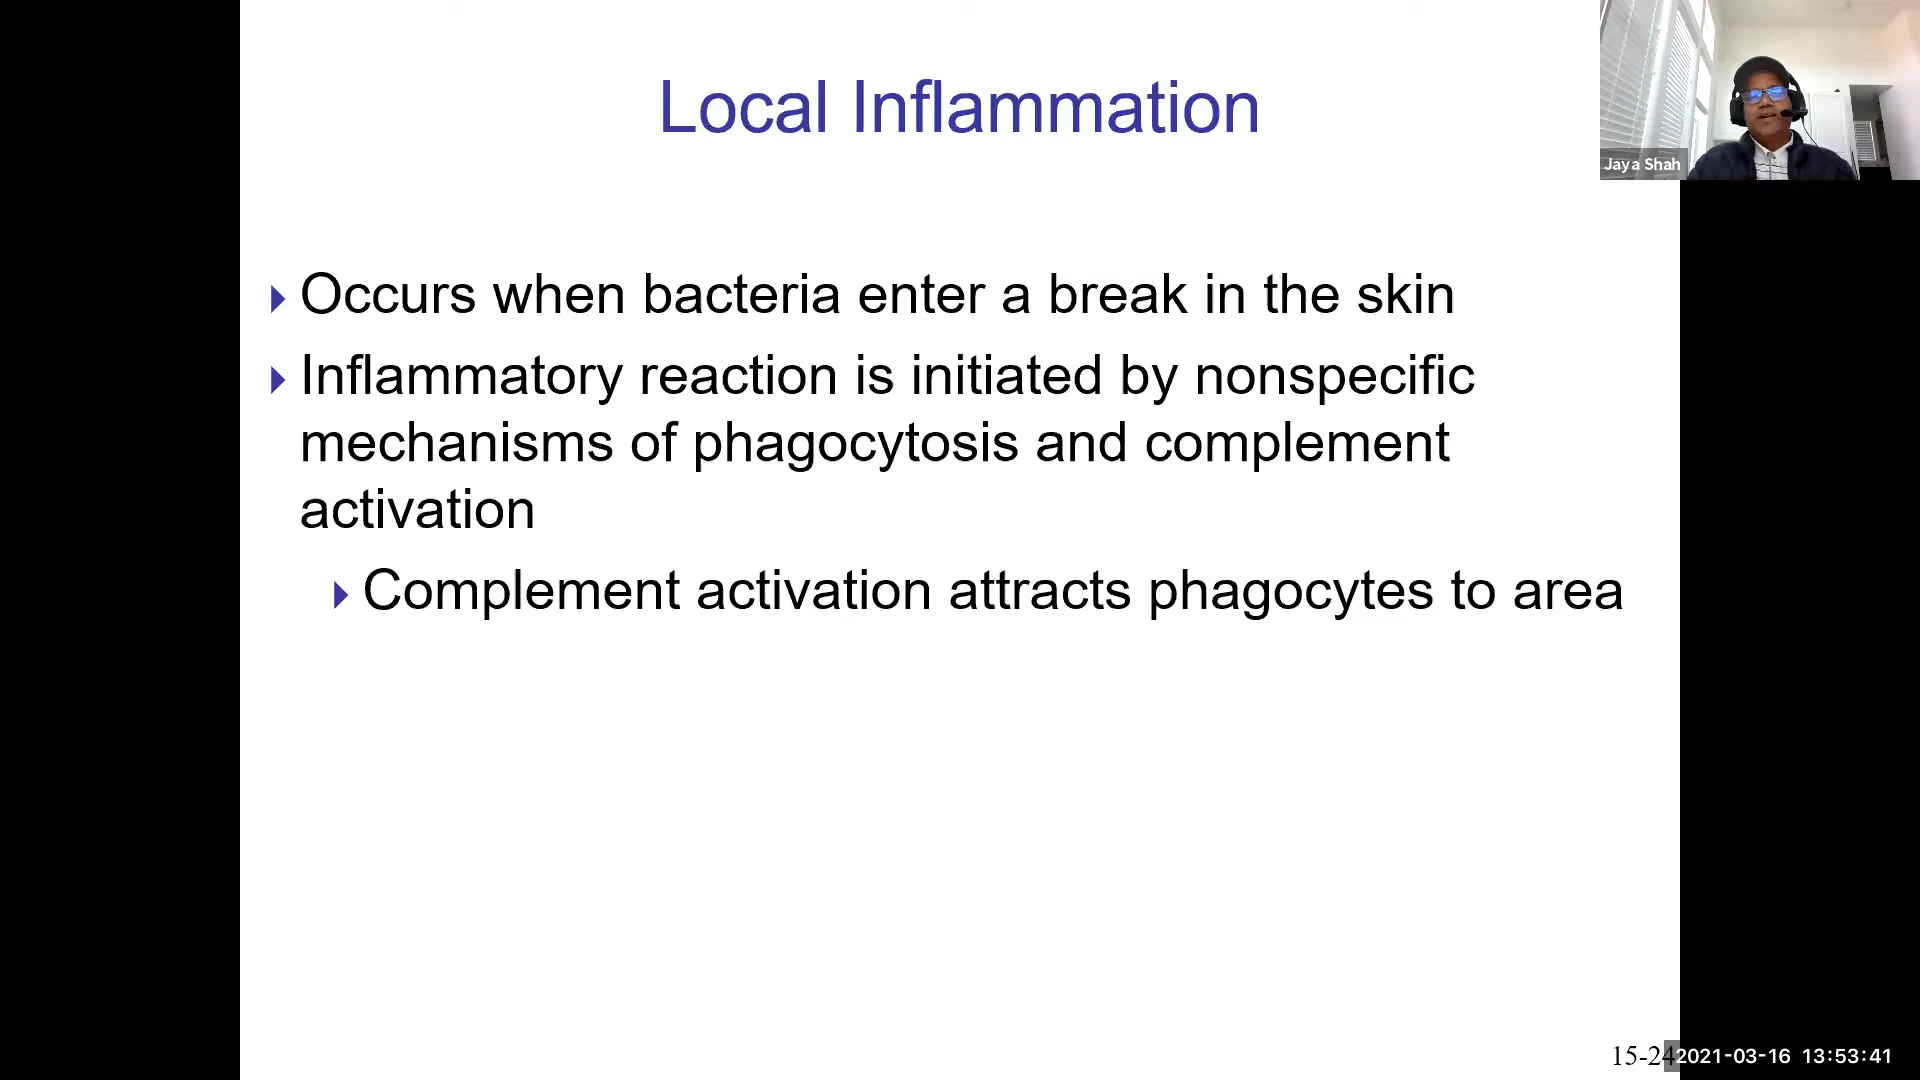 Local Inflammation
Jaya Shah
Occurs when bacteria enter a break in the skin
Inflammatory reaction is initiated by nonspecific
mechanisms of phagocytosis and complement
activation
Complement activation attracts phagocytes to area
15-24
2021-03-16 13:53:41